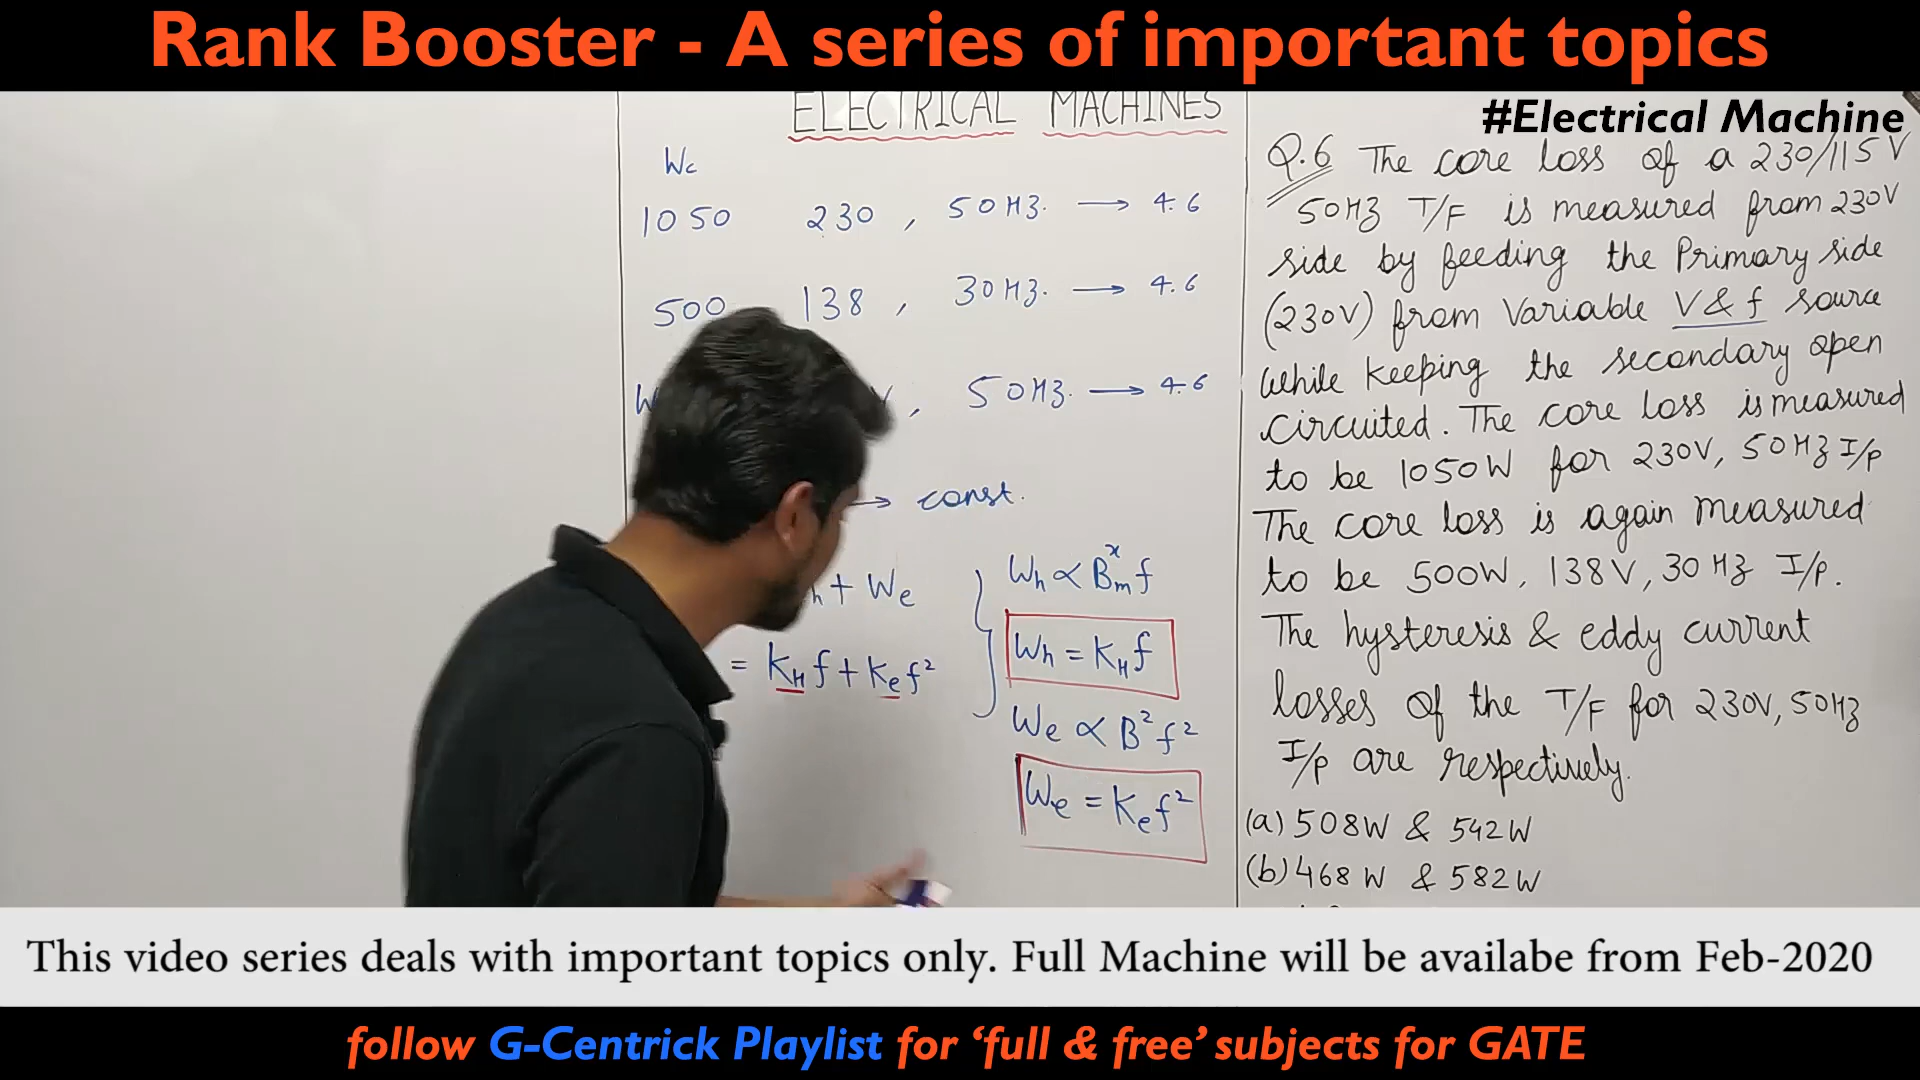 Rank Booster - A series of important topics
#Electrical Machine
ELECTRICAL MACHINES
Wc
1050 230 , 50Hz. → 4.6
500 138 , 30Hz. → 4.6
W , 50Hz. → 4.6
→ const.
h + We
= KH f + Ke f²
Wh ∝ Bm^x f
Wh = KH f
We ∝ B² f²
We = Ke f²
Q.6 The core loss of a 230/115 V
50Hz T/F is measured from 230V
side by feeding the Primary side
(230V) from Variable V & f source
while keeping the secondary open
circuited. The core loss is measured
to be 1050W for 230V, 50Hz I/p
The core loss is again measured
to be 500W, 138V, 30Hz I/p.
The hysteresis & eddy current
losses of the T/F for 230V, 50Hz
I/p are respectively.
(a) 508W & 542W
(b) 468W & 582W
This video series deals with important topics only. Full Machine will be availabe from Feb-2020
follow G-Centrick Playlist for ‘full & free’ subjects for GATE